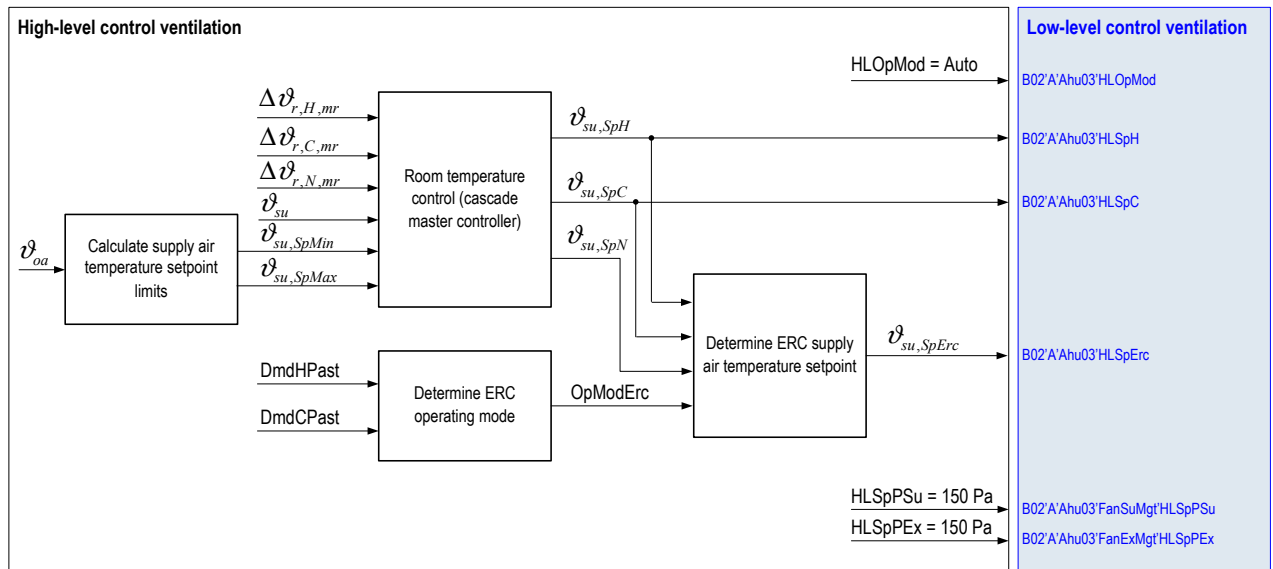 High-level control ventilation
Low-level control ventilation
HLOpMod = Auto
B02'A'Ahu03'HLOpMod
Δϑr,H,mr
Δϑr,C,mr
Δϑr,N,mr
ϑsu
ϑsu,SpMin
ϑsu,SpMax
Room temperature
control (cascade
master controller)
ϑsu,SpH
B02'A'Ahu03'HLSpH
ϑsu,SpC
B02'A'Ahu03'HLSpC
ϑsu,SpN
ϑoa
Calculate supply air
temperature setpoint
limits
Determine ERC supply
air temperature setpoint
ϑsu,SpErc
B02'A'Ahu03'HLSpErc
DmdHPast
DmdCPast
Determine ERC
operating mode
OpModErc
HLSpPSu = 150 Pa
B02'A'Ahu03'FanSuMgt'HLSpPSu
HLSpPEx = 150 Pa
B02'A'Ahu03'FanExMgt'HLSpPEx